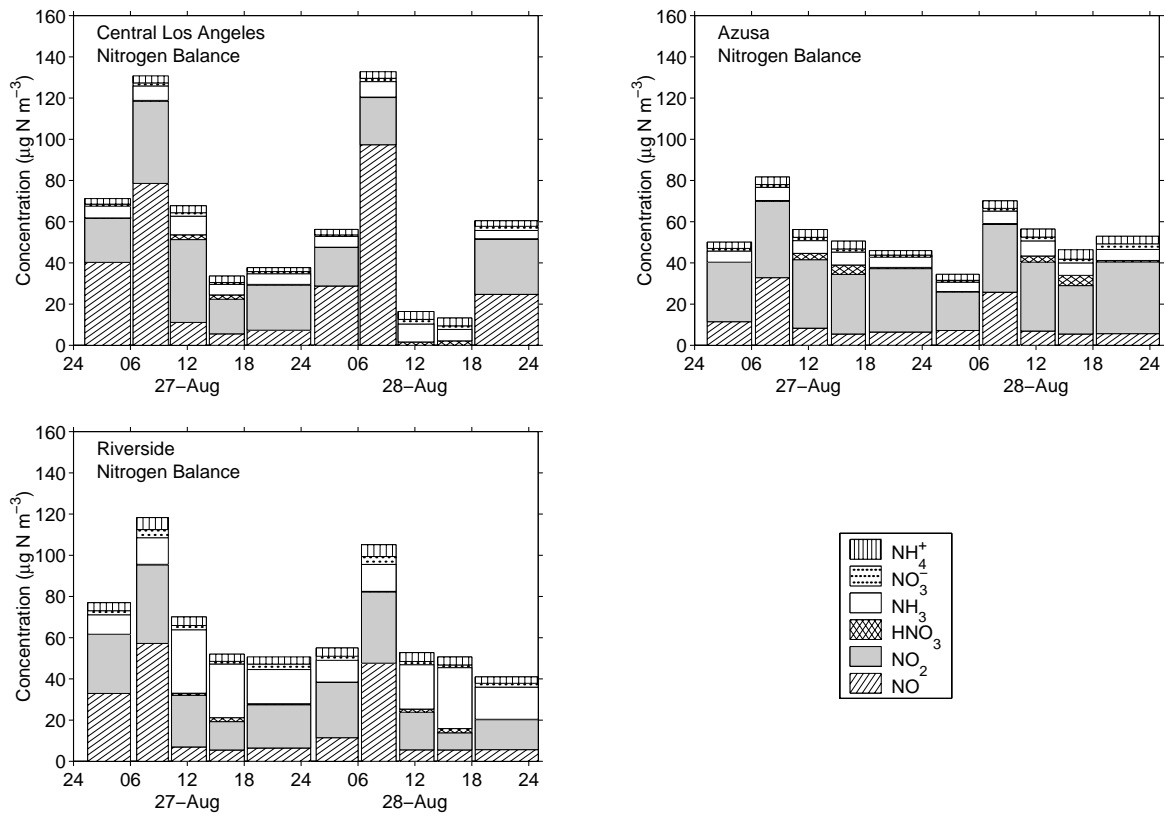 Central Los Angeles
Nitrogen Balance
Concentration (μg N m−3)
160
140
120
100
80
60
40
20
0
24 06 12 18 24 06 12 18 24
27−Aug 28−Aug
Azusa
Nitrogen Balance
Concentration (μg N m−3)
160
140
120
100
80
60
40
20
0
24 06 12 18 24 06 12 18 24
27−Aug 28−Aug
Riverside
Nitrogen Balance
Concentration (μg N m−3)
160
140
120
100
80
60
40
20
0
24 06 12 18 24 06 12 18 24
27−Aug 28−Aug
NH4+
NO3−
NH3
HNO3
NO2
NO